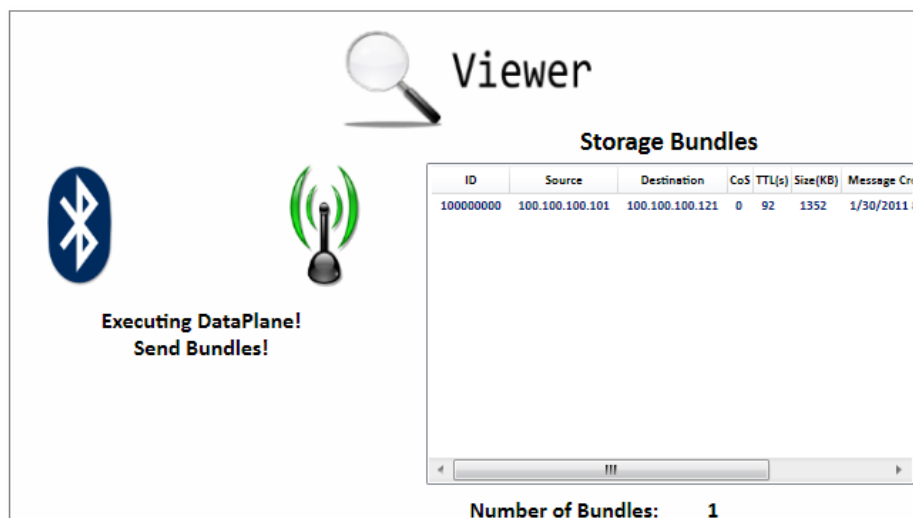 Viewer
Storage Bundles
ID Source Destination CoS TTL(s) Size(KB) Message
100000000 100.100.100.101 100.100.100.121 0 92 1352 1/30/2011
Executing DataPlane!
Send Bundles!
Number of Bundles: 1